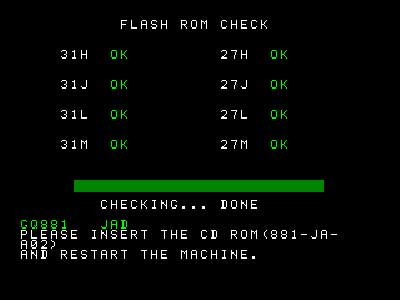 FLASH ROM CHECK
31H OK 27H OK
31J OK 27J OK
31L OK 27L OK
31M OK 27M OK
CHECKING... DONE
GQ881 JAD
PLEASE INSERT THE CD ROM(881-JA-
A02)
AND RESTART THE MACHINE.